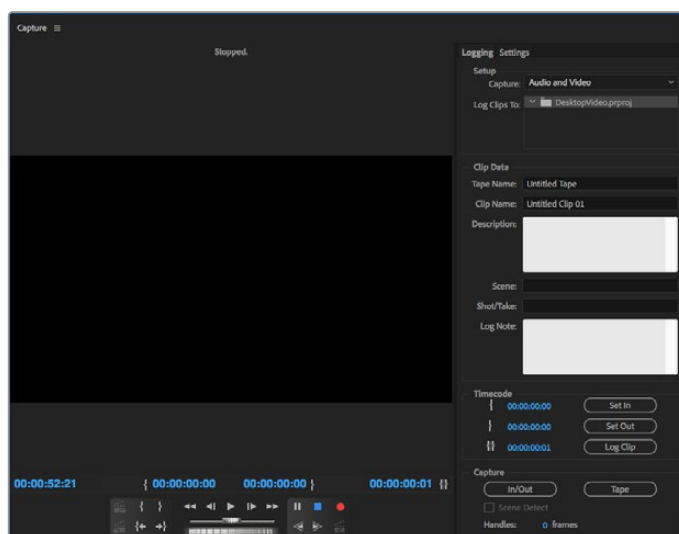 Capture
Stopped.
Logging Settings
Setup
Capture: Audio and Video
Log Clips To: DesktopVideo.prproj
Clip Data
Tape Name: Untitled Tape
Clip Name: Untitled Clip 01
Description:
Scene:
Shot/Take:
Log Note:
Timecode
{ 00:00:00:00 Set In
} 00:00:00:00 Set Out
{} 00:00:00:01 Log Clip
00:00:52:21 { 00:00:00:00 00:00:00:00 } 00:00:00:01 {}
Capture
In/Out Tape
Scene Detect
Handles: 0 frames